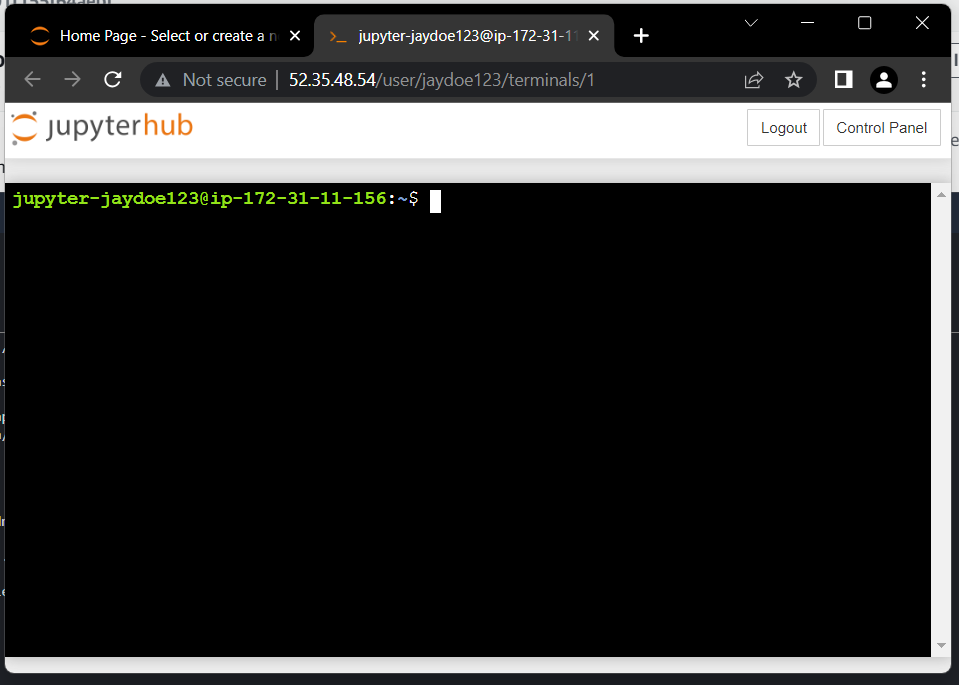 Home Page - Select or create a n
jupyter-jaydoe123@ip-172-31-11
Not secure | 52.35.48.54/user/jaydoe123/terminals/1
jupyterhub
Logout
Control Panel
jupyter-jaydoe123@ip-172-31-11-156:~$